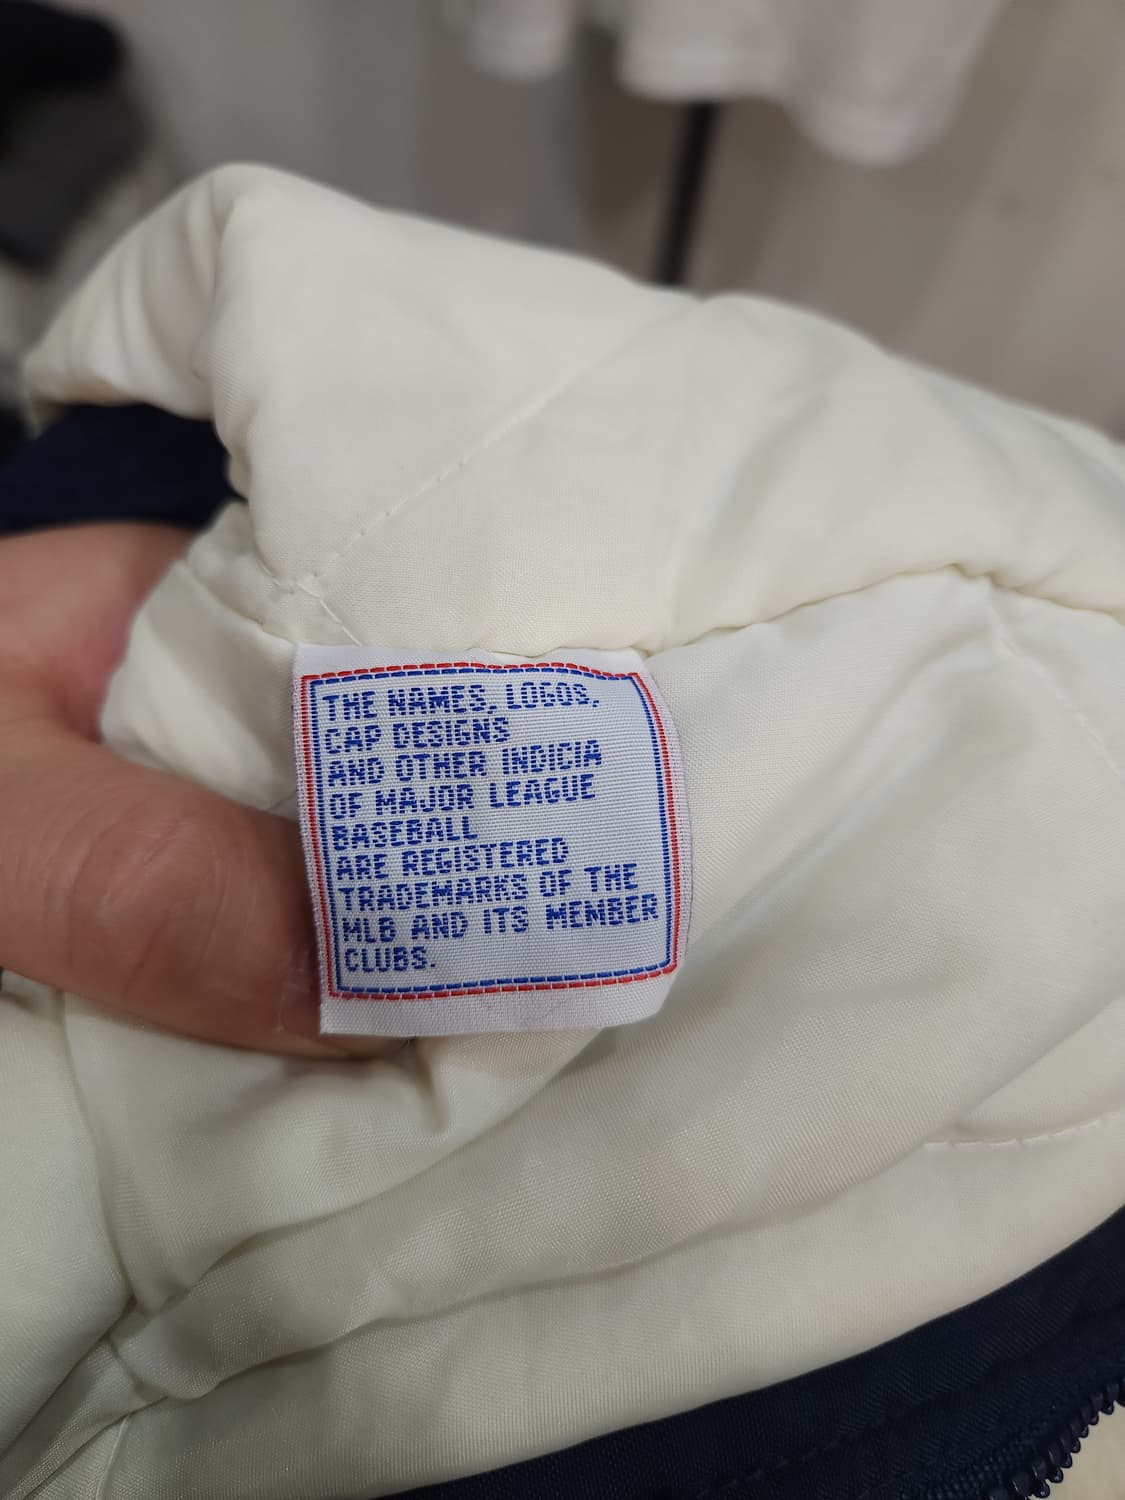 THE NAMES, LOGOS,
CAP DESIGNS
AND OTHER INDICIA
OF MAJOR LEAGUE
BASEBALL
ARE REGISTERED
TRADEMARKS OF THE
MLB AND ITS MEMBER
CLUBS.